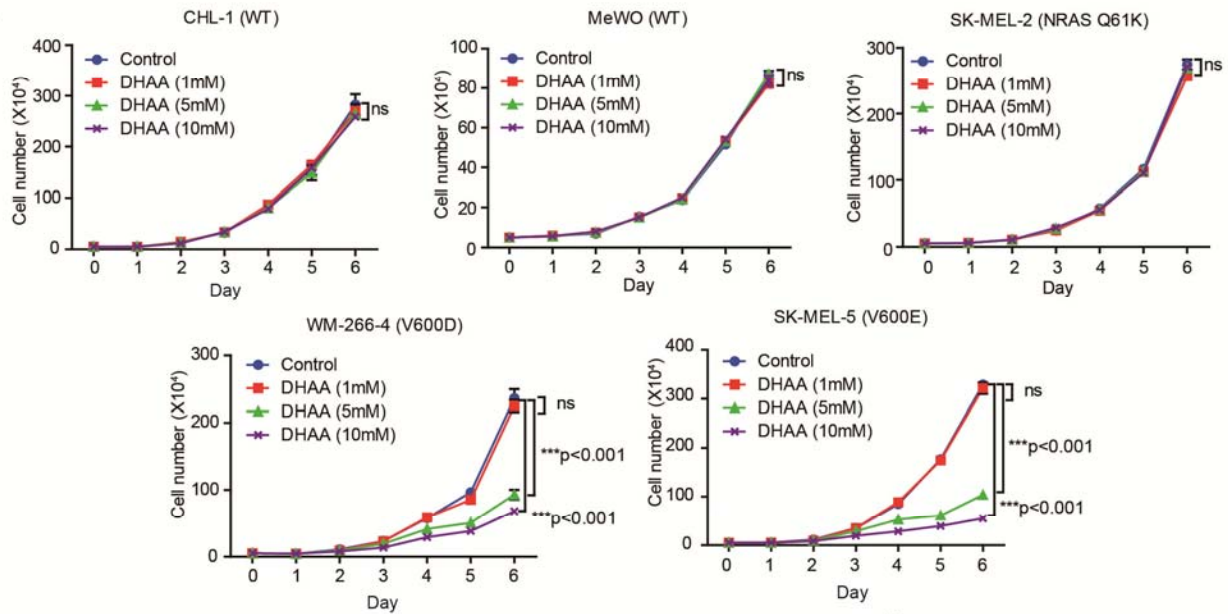 CHL-1 (WT)
Cell number (X10⁴)
400
300
200
100
0
Control
DHAA (1mM)
DHAA (5mM)
DHAA (10mM)
ns
0 1 2 3 4 5 6
Day
MeWO (WT)
Cell number (X10⁴)
100
80
60
40
20
0
Control
DHAA (1mM)
DHAA (5mM)
DHAA (10mM)
ns
0 1 2 3 4 5 6
Day
SK-MEL-2 (NRAS Q61K)
Cell number (X10⁴)
300
200
100
0
Control
DHAA (1mM)
DHAA (5mM)
DHAA (10mM)
ns
0 1 2 3 4 5 6
Day
WM-266-4 (V600D)
Cell number (X10⁴)
300
200
100
0
Control
DHAA (1mM)
DHAA (5mM)
DHAA (10mM)
ns
***p<0.001
***p<0.001
0 1 2 3 4 5 6
Day
SK-MEL-5 (V600E)
Cell number (X10⁴)
400
300
200
100
0
Control
DHAA (1mM)
DHAA (5mM)
DHAA (10mM)
ns
***p<0.001
***p<0.001
0 1 2 3 4 5 6
Day